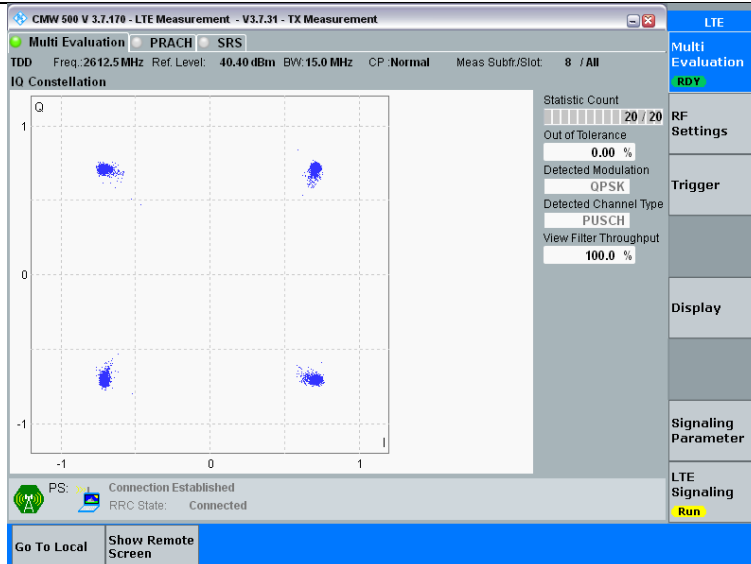 CMW 500 V 3.7.170 - LTE Measurement - V3.7.31 - TX Measurement
LTE
Multi Evaluation PRACH SRS
TDD Freq.:2612.5 MHz Ref. Level: 40.40 dBm BW:15.0 MHz CP :Normal Meas Subfr./Slot: 8 / All
IQ Constellation
Q
1
0
-1
-1 0 1
I
Statistic Count
20 / 20
Out of Tolerance
0.00 %
Detected Modulation
QPSK
Detected Channel Type
PUSCH
View Filter Throughput
100.0 %
Multi
Evaluation
RDY
RF
Settings
Trigger
Display
Signaling
Parameter
LTE
Signaling
Run
PS: Connection Established
RRC State: Connected
Go To Local
Show Remote
Screen